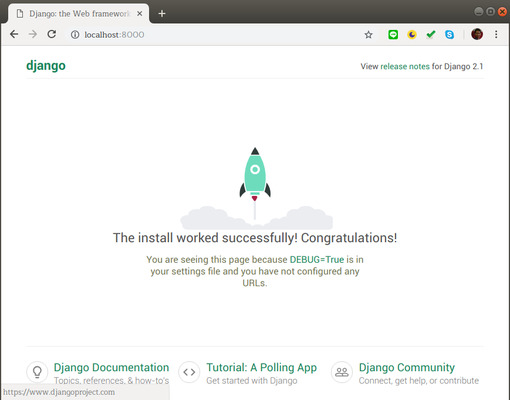 Django: the Web framework
localhost:8000
django
View release notes for Django 2.1
The install worked successfully! Congratulations!
You are seeing this page because DEBUG=True is in
your settings file and you have not configured any
URLs.
Django Documentation
Topics, references, & how-to's
Tutorial: A Polling App
Get started with Django
Django Community
Connect, get help, or contribute
https://www.djangoproject.com